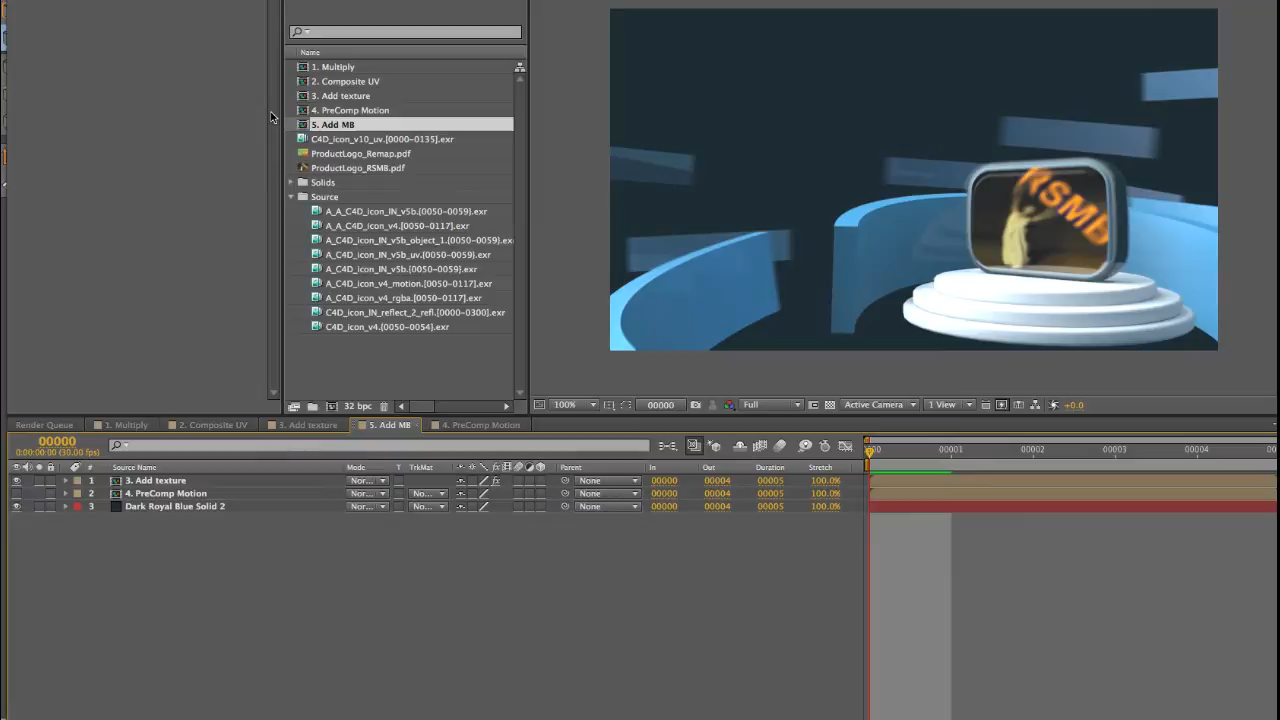 Name
1. Multiply
2. Composite UV
3. Add texture
4. PreComp Motion
5. Add MB
C4D_icon_v10_uv.[0000-0135].exr
ProductLogo_Remap.pdf
ProductLogo_RSMB.pdf
Solids
Source
A_A_C4D_icon_IN_v5b.[0050-0059].exr
A_A_C4D_icon_v4.[0050-0117].exr
A_C4D_icon_IN_v5b_object_1.[0050-0059].exr
A_C4D_icon_IN_v5b_uv.[0050-0059].exr
A_C4D_icon_IN_v5b.[0050-0059].exr
A_C4D_icon_v4_motion.[0050-0117].exr
A_C4D_icon_v4_rgba.[0050-0117].exr
C4D_icon_IN_reflect_2_refl.[0000-0300].exr
C4D_icon_v4.[0050-0054].exr
RSMB
32 bpc
100% 00000 Full Active Camera 1 View +0.0
Render Queue 1. Multiply 2. Composite UV 3. Add texture 5. Add MB 4. PreComp Motion
00000
0:00:00:00 (30.00 fps)
00001 00002 00003 00004
# Source Name Mode T TrkMat Parent In Out Duration Stretch
1 3. Add texture Nor... None 00000 00004 00005 100.0%
2 4. PreComp Motion Nor... No... None 00000 00004 00005 100.0%
3 Dark Royal Blue Solid 2 Nor... No... None 00000 00004 00005 100.0%